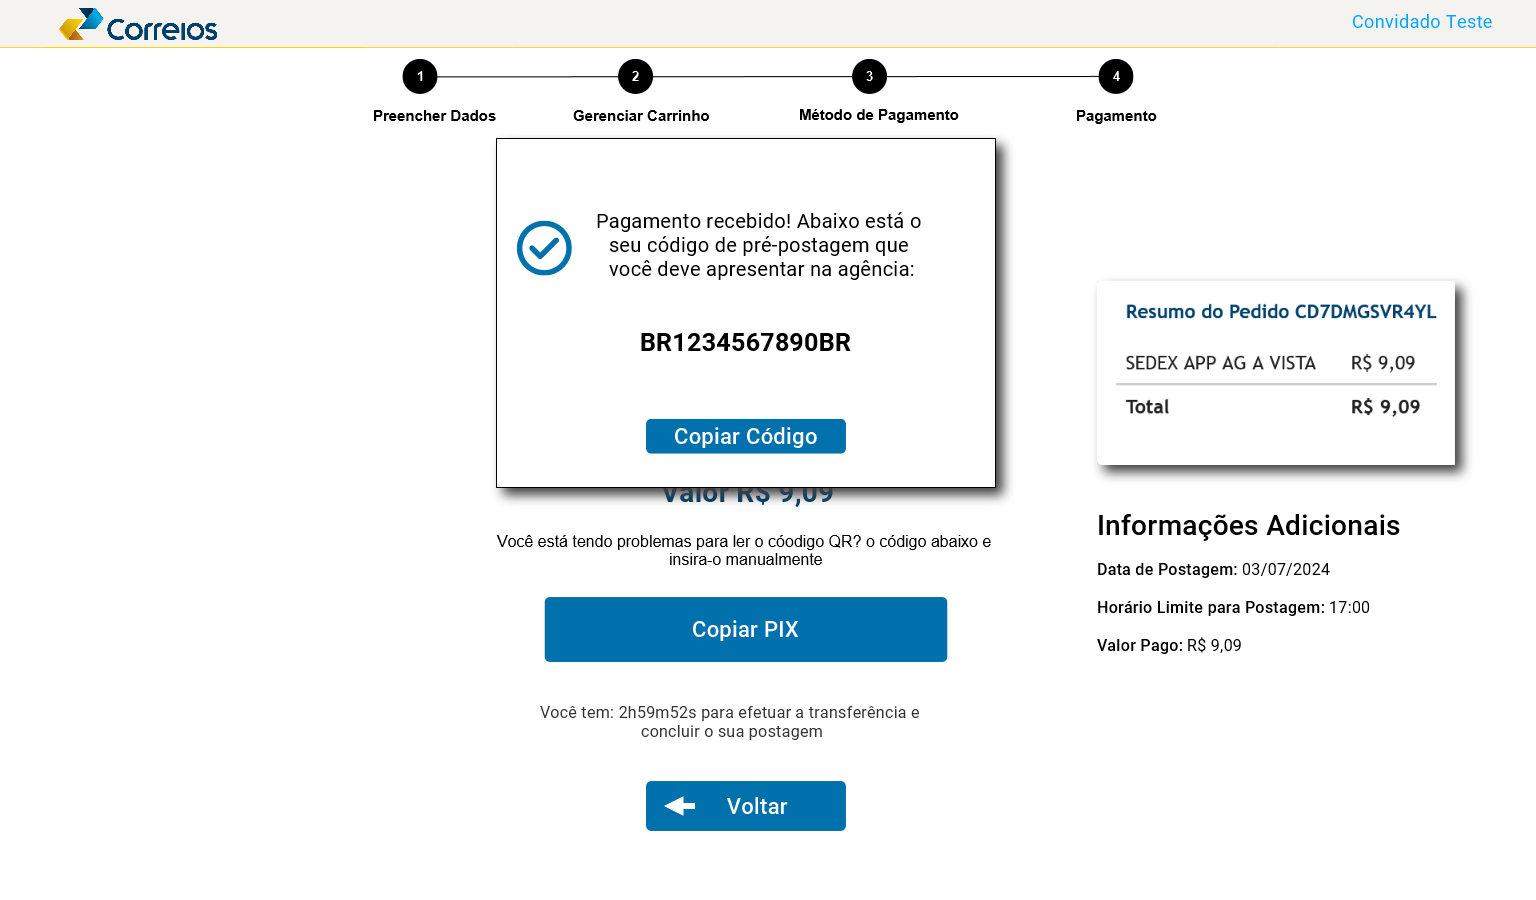 Correios
Convidado Teste
1
2
3
4
Preencher Dados
Gerenciar Carrinho
Método de Pagamento
Pagamento
Pagamento recebido! Abaixo está o
seu código de pré-postagem que
você deve apresentar na agência:
BR1234567890BR
Copiar Código
Valor R$ 9,09
Você está tendo problemas para ler o cóodigo QR? o código abaixo e
insira-o manualmente
Copiar PIX
Você tem: 2h59m52s para efetuar a transferência e
concluir o sua postagem
Voltar
Resumo do Pedido CD7DMGSVR4YL
SEDEX APP AG A VISTA R$ 9,09
Total R$ 9,09
Informações Adicionais
Data de Postagem: 03/07/2024
Horário Limite para Postagem: 17:00
Valor Pago: R$ 9,09